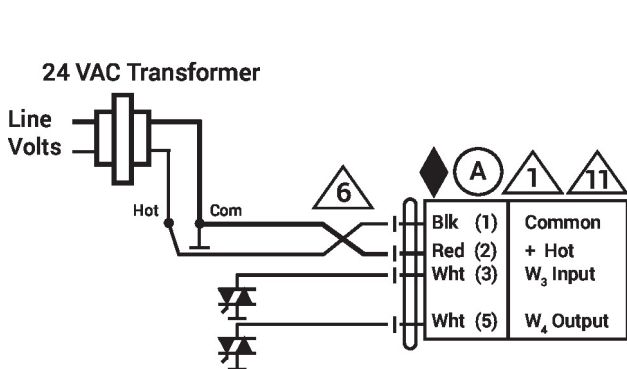 24 VAC Transformer
Line
Volts
Hot
Com
6
A
1
11
Blk (1) Common
Red (2) + Hot
Wht (3) W₃ Input
Wht (5) W₄ Output